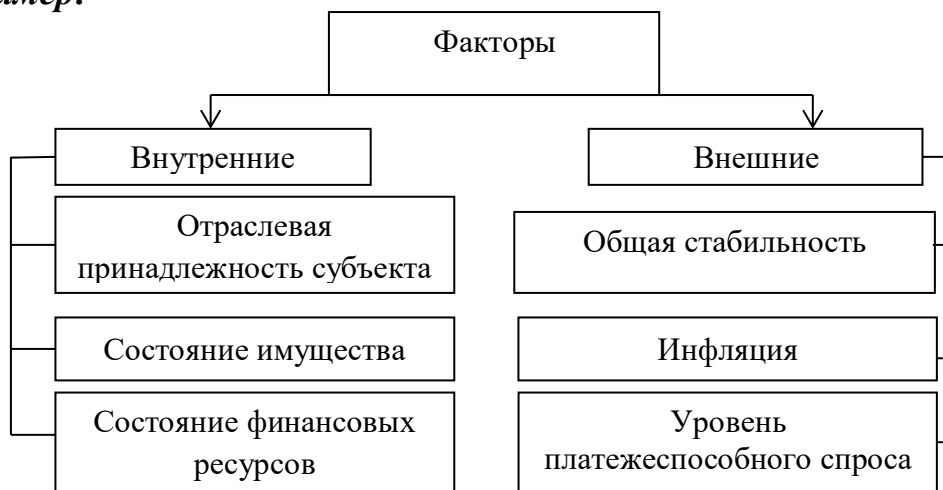 Факторы
Внутренние
Внешние
Отраслевая
принадлежность субъекта
Общая стабильность
Состояние имущества
Инфляция
Состояние финансовых
ресурсов
Уровень
платежеспособного спроса